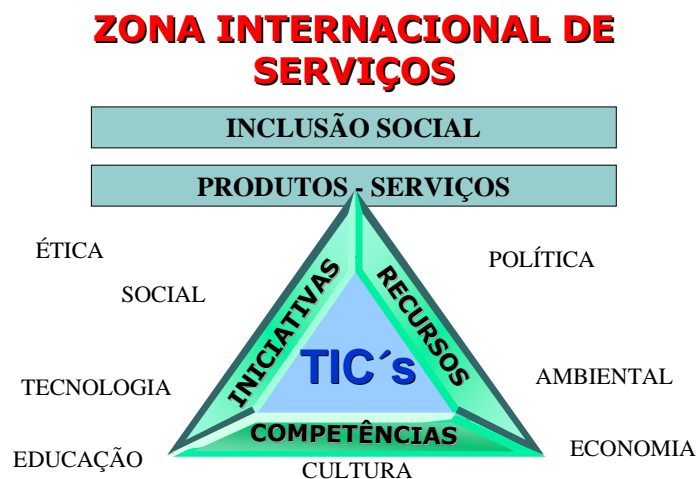 ZONA INTERNACIONAL DE
SERVIÇOS
INCLUSÃO SOCIAL
PRODUTOS - SERVIÇOS
ÉTICA
POLÍTICA
SOCIAL
INICIATIVAS
RECURSOS
TIC´s
TECNOLOGIA
AMBIENTAL
COMPETÊNCIAS
EDUCAÇÃO
ECONOMIA
CULTURA